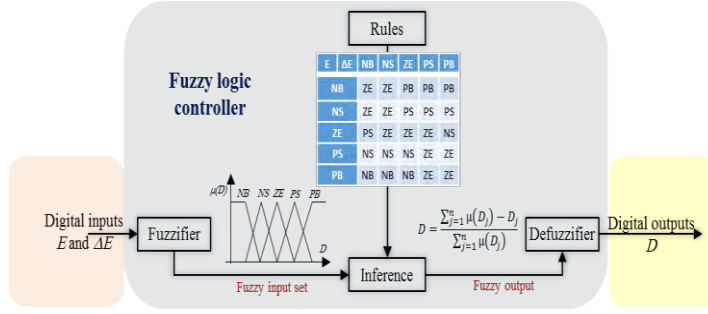 Rules
E ΔE NB NS ZE PS PB
NB ZE ZE PB PB PB
NS ZE ZE PS PS PS
ZE PS ZE ZE ZE NS
PS NS NS NS ZE ZE
PB NB NB NB ZE ZE
Fuzzy logic
controller
μ(D) NB NS ZE PS PB
D
Digital inputs
E and ΔE
Fuzzifier
Fuzzy input set
Inference
D = \frac{\sum_{j=1}^{n} μ(D_j) − D_j}{\sum_{j=1}^{n} μ(D_j)}
Fuzzy output
Defuzzifier
Digital outputs
D